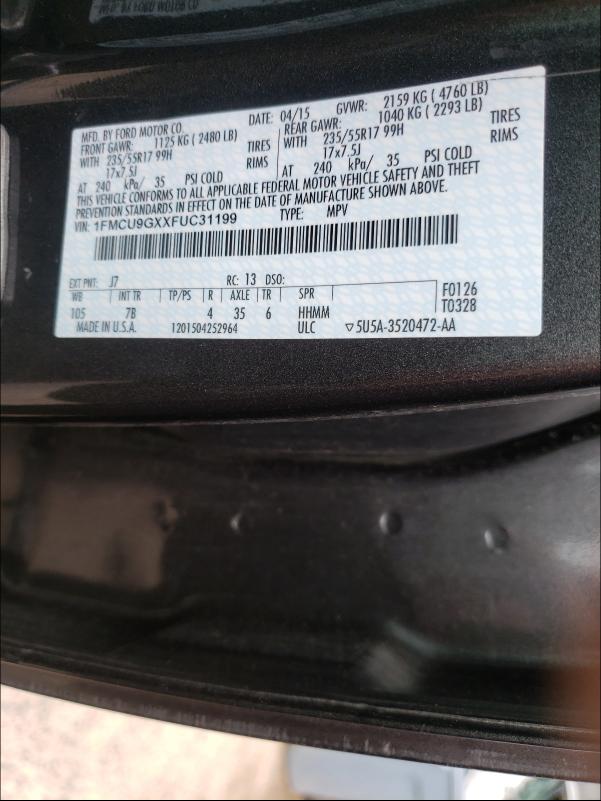 MFD. BY FORD MOTOR CO.
DATE: 04/15 GVWR: 2159 KG ( 4760 LB)
FRONT GAWR: 1125 KG ( 2480 LB)
WITH 235/55R17 99H TIRES
17x7.5J RIMS
AT 240 kPa/ 35 PSI COLD
REAR GAWR: 1040 KG ( 2293 LB)
WITH 235/55R17 99H TIRES
17x7.5J RIMS
AT 240 kPa/ 35 PSI COLD
THIS VEHICLE CONFORMS TO ALL APPLICABLE FEDERAL MOTOR VEHICLE SAFETY AND THEFT
PREVENTION STANDARDS IN EFFECT ON THE DATE OF MANUFACTURE SHOWN ABOVE.
VIN: 1FMCU9GXXFUC31199 TYPE: MPV
EXT PNT: J7 RC: 13 DSO:
WB INT TR TP/PS R AXLE TR SPR F0126
105 7B 4 35 6 HHMM T0328
MADE IN U.S.A. 1201504252964 ULC ▽5U5A-3520472-AA